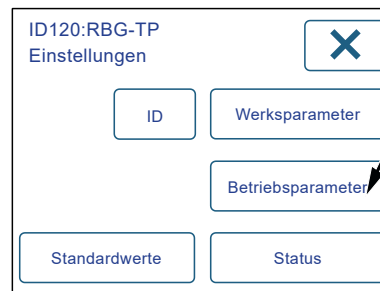 ID120:RBG-TP
Einstellungen
ID
Werksparameter
Betriebsparameter
Standardwerte
Status